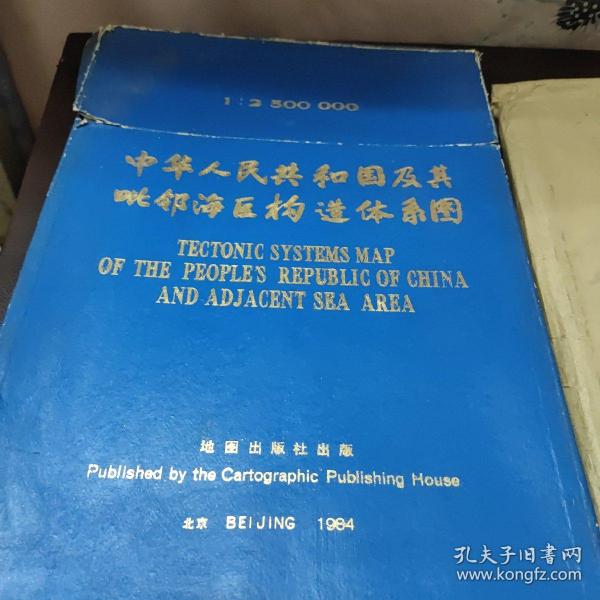 1:2 500 000
中华人民共和国及其
毗邻海区构造体系图
TECTONIC SYSTEMS MAP
OF THE PEOPLE'S REPUBLIC OF CHINA
AND ADJACENT SEA AREA
地图出版社出版
Published by the Cartographic Publishing House
北京 BEIJING 1984
孔夫子旧书网
www.kongfz.com